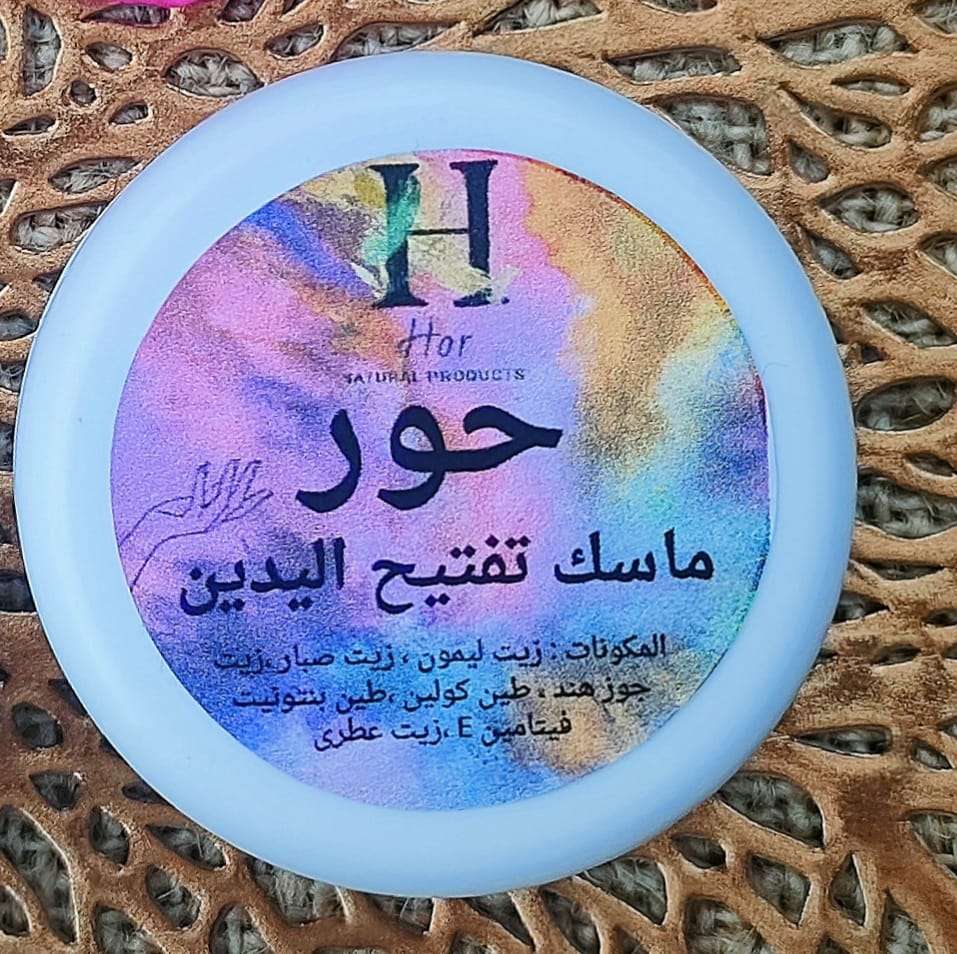 H
Hor
NATURAL PRODUCTS
حور
ماسك تفتيح اليدين
المكونات : زيت ليمون ، زيت صبار،زيت
جوز هند ، طين كولين ،طين بنتونيت
فيتامين E ،زيت عطرى